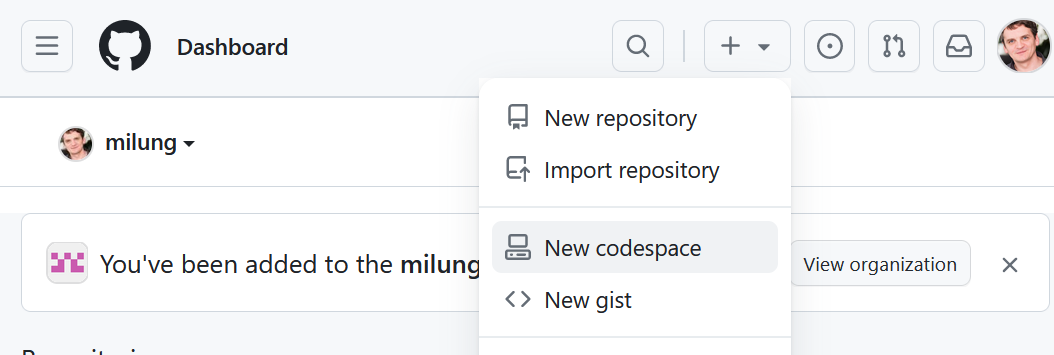 Dashboard
New repository
Import repository
milung
New codespace
New gist
You've been added to the milung
View organization